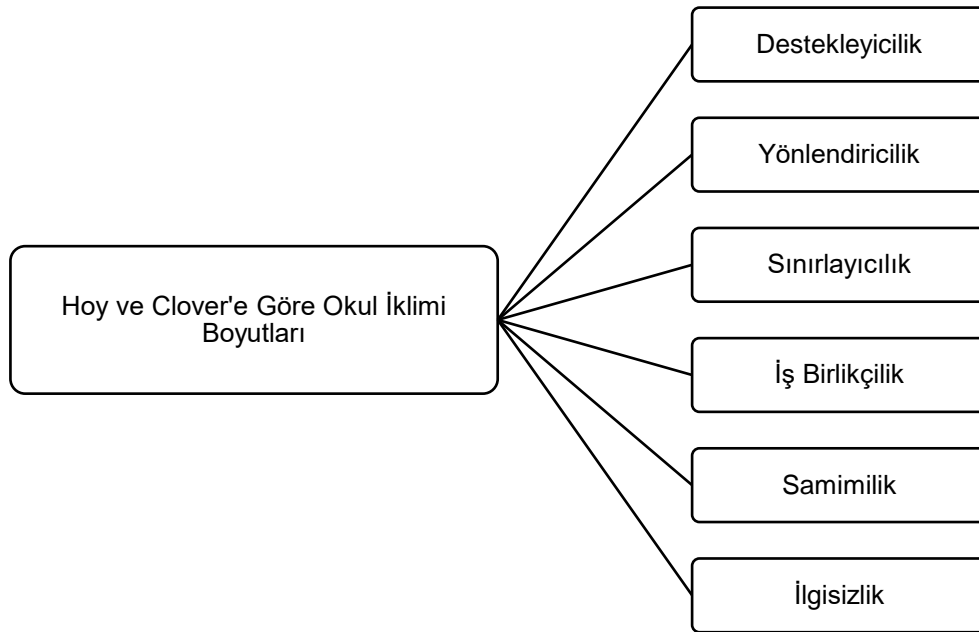 Hoy ve Clover'e Göre Okul İklimi
Boyutları
Destekleyicilik
Yönlendiricilik
Sınırlayıcılık
İş Birlikçilik
Samimilik
İlgisizlik